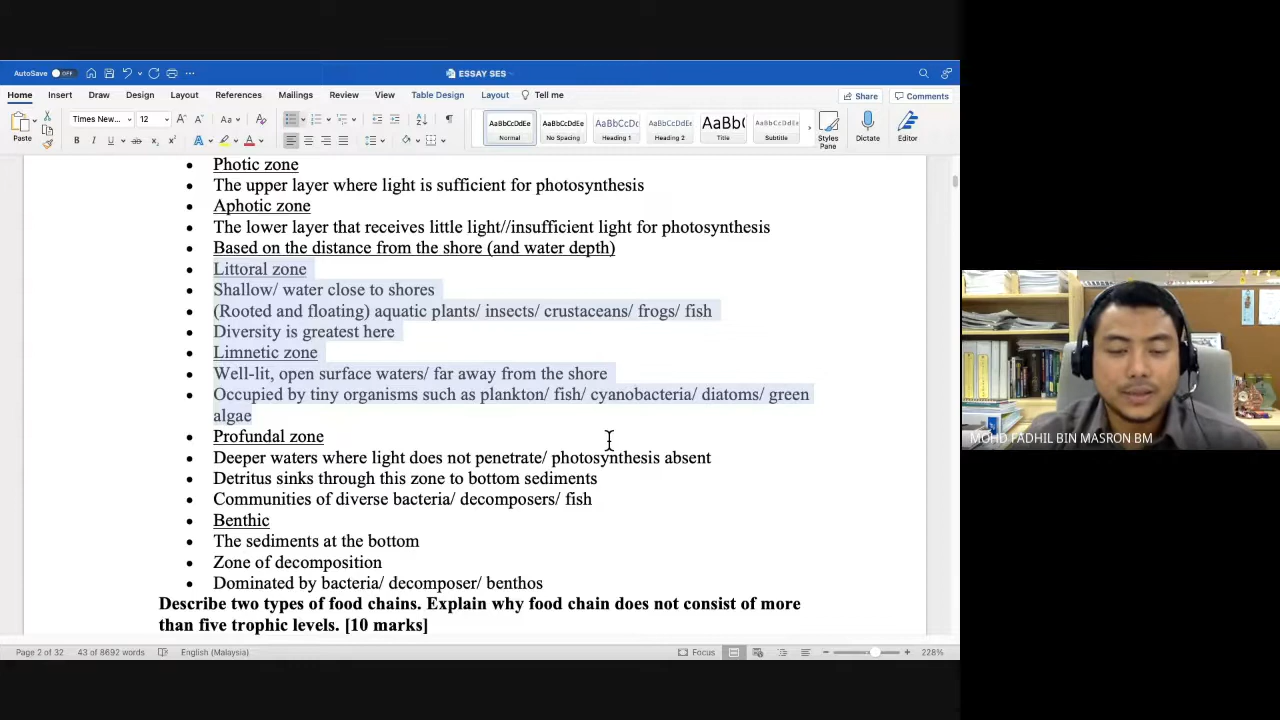 AutoSave OFF
ESSAY SES
Home Insert Draw Design Layout References Mailings Review View Table Design Layout Tell me
Share Comments
Paste
Times New... 12
AaBbCcDdEe AaBbCcDdEe AaBbCcDc AaBbCcDdEe AaBbC AaBbCcDdEe
Normal No Spacing Heading 1 Heading 2 Title Subtitle
Styles Pane
Dictate
Editor
• Photic zone
• The upper layer where light is sufficient for photosynthesis
• Aphotic zone
• The lower layer that receives little light//insufficient light for photosynthesis
• Based on the distance from the shore (and water depth)
• Littoral zone
• Shallow/ water close to shores
• (Rooted and floating) aquatic plants/ insects/ crustaceans/ frogs/ fish
• Diversity is greatest here
• Limnetic zone
• Well-lit, open surface waters/ far away from the shore
• Occupied by tiny organisms such as plankton/ fish/ cyanobacteria/ diatoms/ green
algae
• Profundal zone
• Deeper waters where light does not penetrate/ photosynthesis absent
• Detritus sinks through this zone to bottom sediments
• Communities of diverse bacteria/ decomposers/ fish
• Benthic
• The sediments at the bottom
• Zone of decomposition
• Dominated by bacteria/ decomposer/ benthos
Describe two types of food chains. Explain why food chain does not consist of more
than five trophic levels. [10 marks]
Page 2 of 32 43 of 8692 words English (Malaysia) Focus 228%
MOHD FADHIL BIN MASRON BM